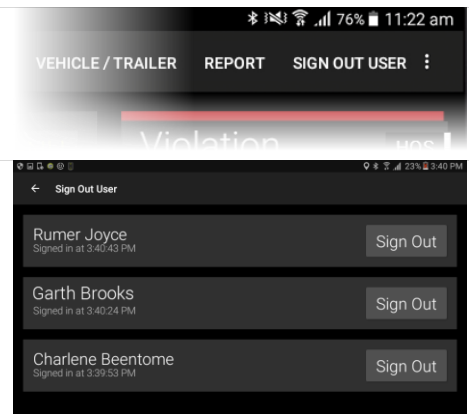 76% 11:22 am
VEHICLE / TRAILER REPORT SIGN OUT USER
Violation HOS
23% 3:40 PM
Sign Out User
Rumer Joyce
Signed in at 3:40:43 PM
Sign Out
Garth Brooks
Signed in at 3:40:24 PM
Sign Out
Charlene Beentome
Signed in at 3:39:53 PM
Sign Out